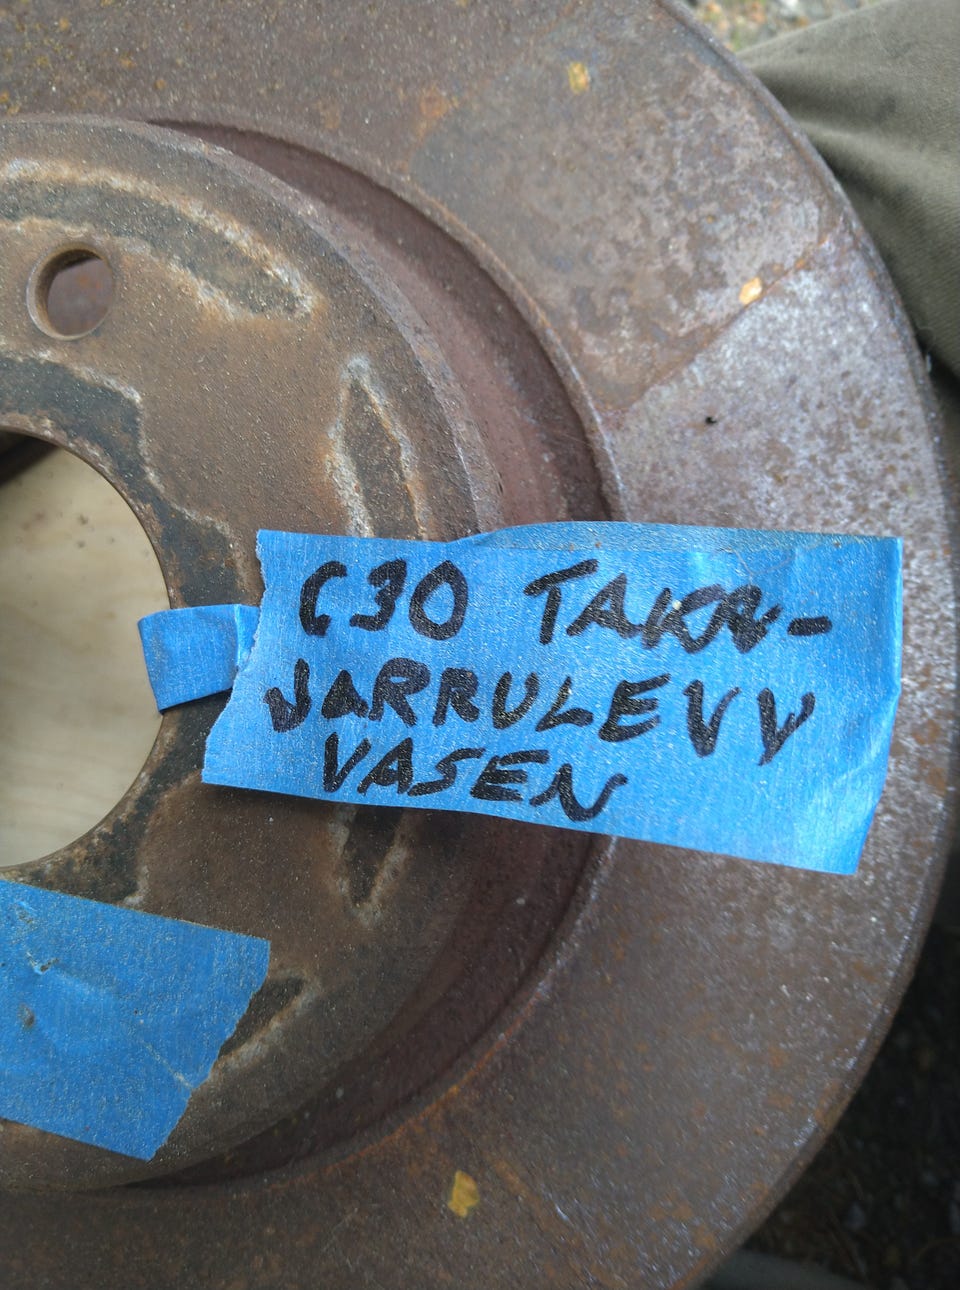 C30 TAKA-
JARRULEVY
VASEN